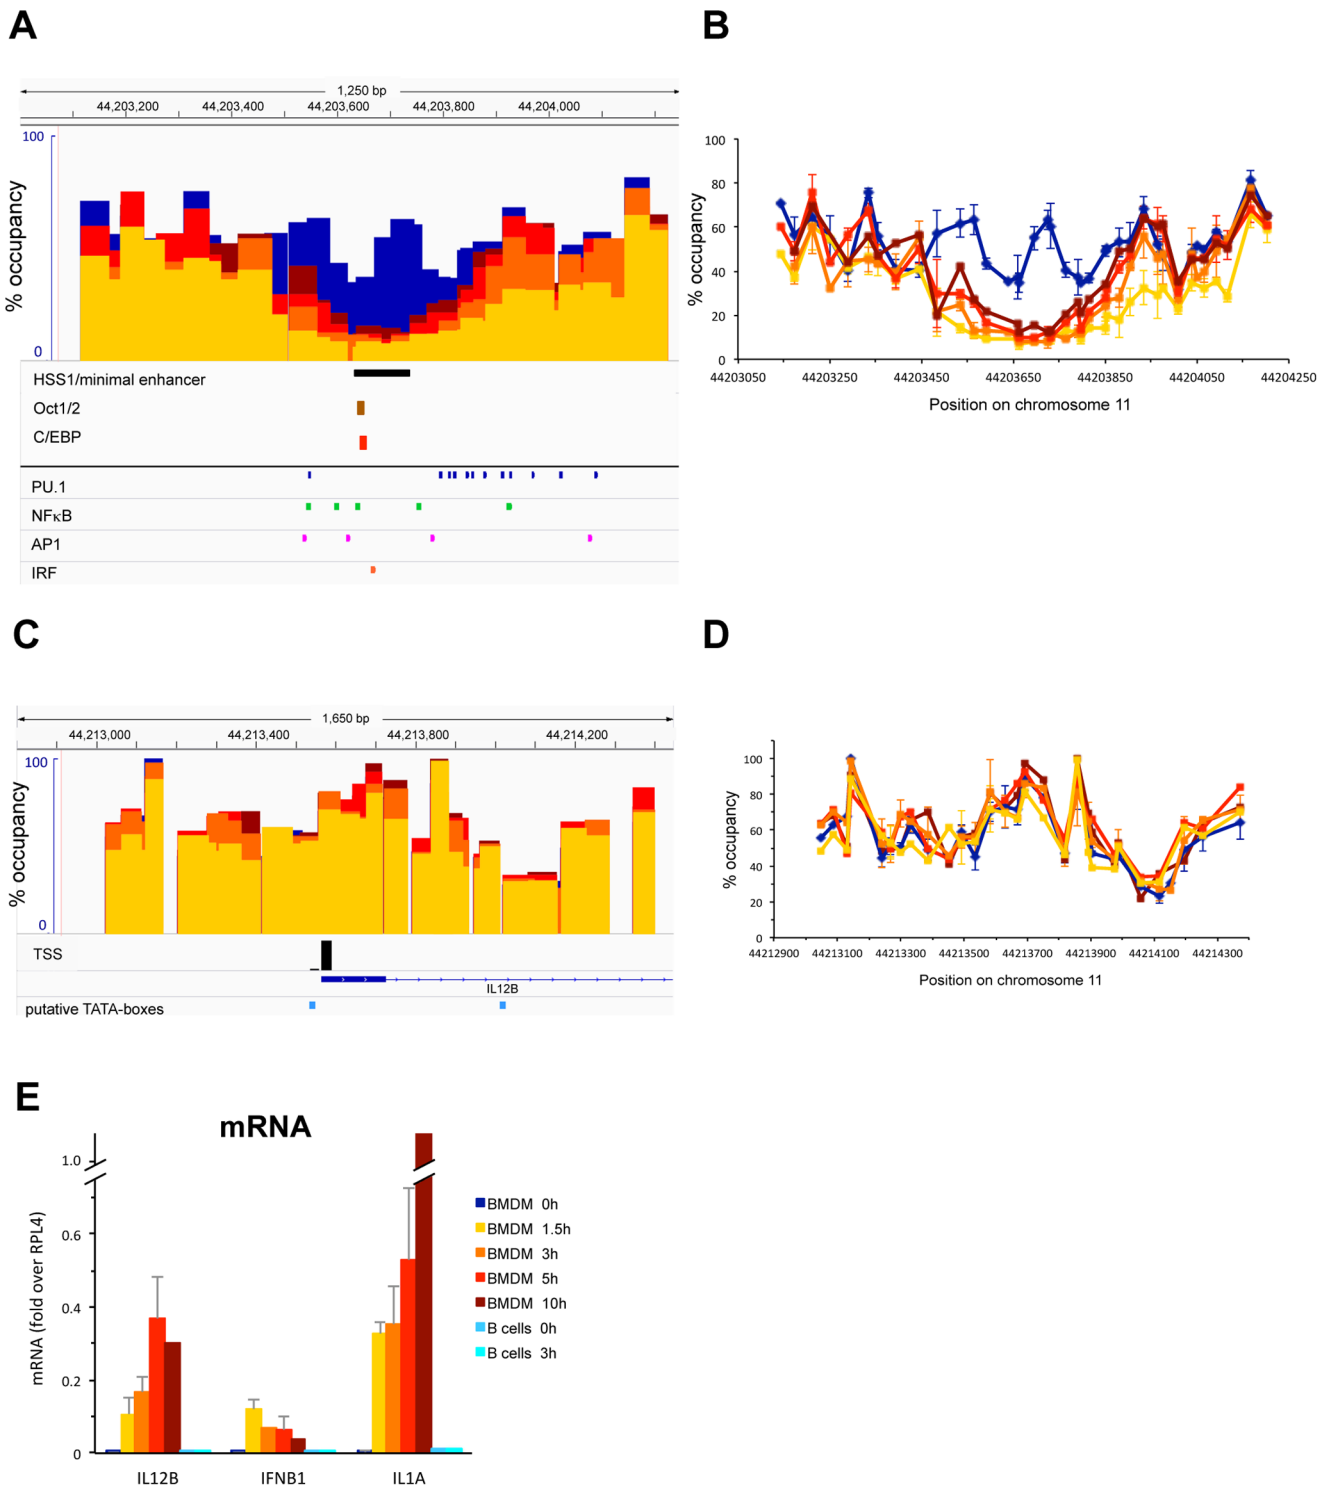 A
1,250 bp
44,203,200 44,203,400 44,203,600 44,203,800 44,204,000
100
% occupancy
0
HSS1/minimal enhancer
Oct1/2
C/EBP
PU.1
NFκB
AP1
IRF
B
100
80
60
40
20
0
% occupancy
44203050 44203250 44203450 44203650 44203850 44204050 44204250
Position on chromosome 11
C
1,650 bp
44,213,000 44,213,400 44,213,800 44,214,200
100
% occupancy
0
TSS
IL12B
putative TATA-boxes
D
100
80
60
40
20
0
% occupancy
44212900 44213100 44213300 44213500 44213700 44213900 44214100 44214300
Position on chromosome 11
E
mRNA
1.0
0.6
0.4
0.2
0
mRNA (fold over RPL4)
IL12B IFNB1 IL1A
BMDM 0h
BMDM 1.5h
BMDM 3h
BMDM 5h
BMDM 10h
B cells 0h
B cells 3h